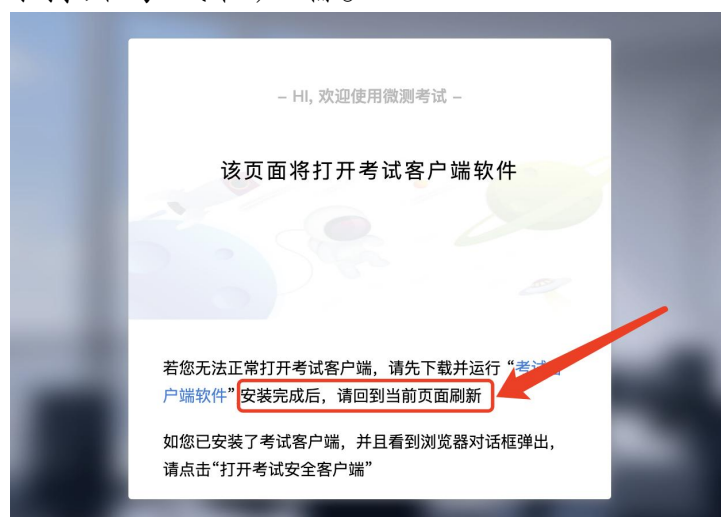 – HI, 欢迎使用微测考试 –
该页面将打开考试客户端软件
若您无法正常打开考试客户端，请先下载并运行 “考试客
户端软件” 安装完成后，请回到当前页面刷新
如您已安装了考试客户端，并且看到浏览器对话框弹出，
请点击“打开考试安全客户端”